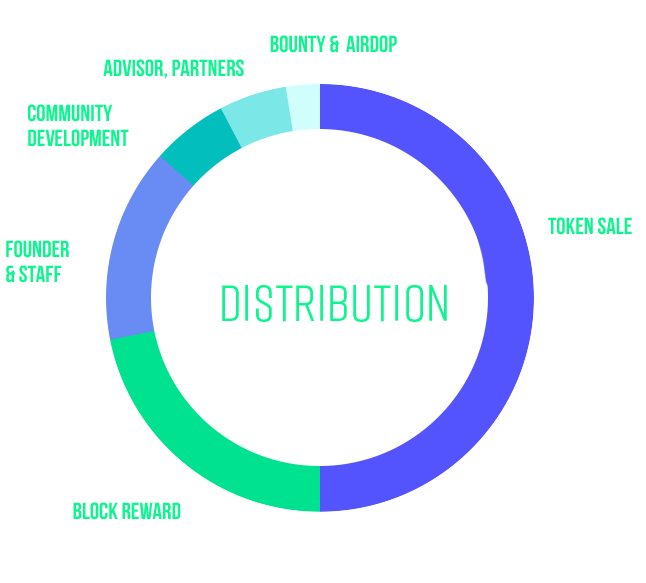 BOUNTY & AIRDOP
ADVISOR, PARTNERS
COMMUNITY
DEVELOPMENT
TOKEN SALE
FOUNDER
& STAFF
DISTRIBUTION
BLOCK REWARD